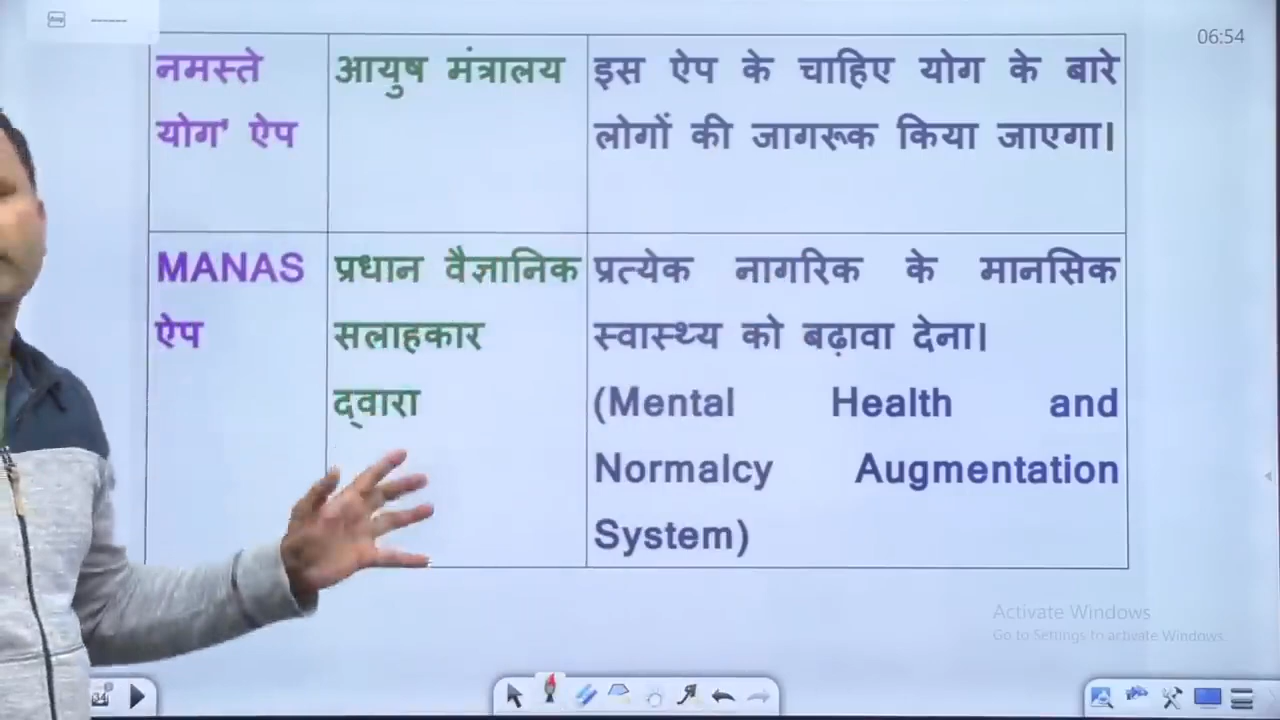 06:54
नमस्ते
योग' ऐप
आयुष मंत्रालय
इस ऐप के चाहिए योग के बारे
लोगों की जागरूक किया जाएगा।
MANAS
ऐप
प्रधान वैज्ञानिक
सलाहकार
द्वारा
प्रत्येक नागरिक के मानसिक
स्वास्थ्य को बढ़ावा देना।
(Mental Health and
Normalcy Augmentation
System)
Activate Windows
Go to Settings to activate Windows.